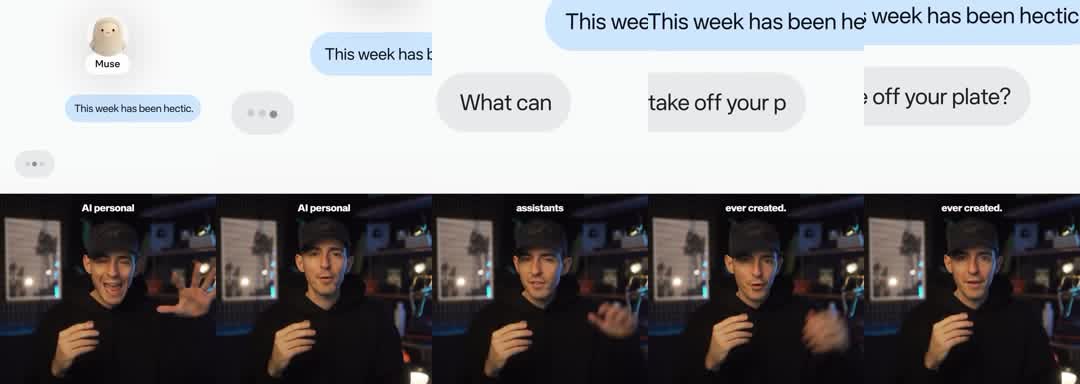 Muse
This week has been hectic.
This week has b
This wee
This week has been he
week has been hectic
What can
take off your p
e off your plate?
AI personal
AI personal
assistants
ever created.
ever created.